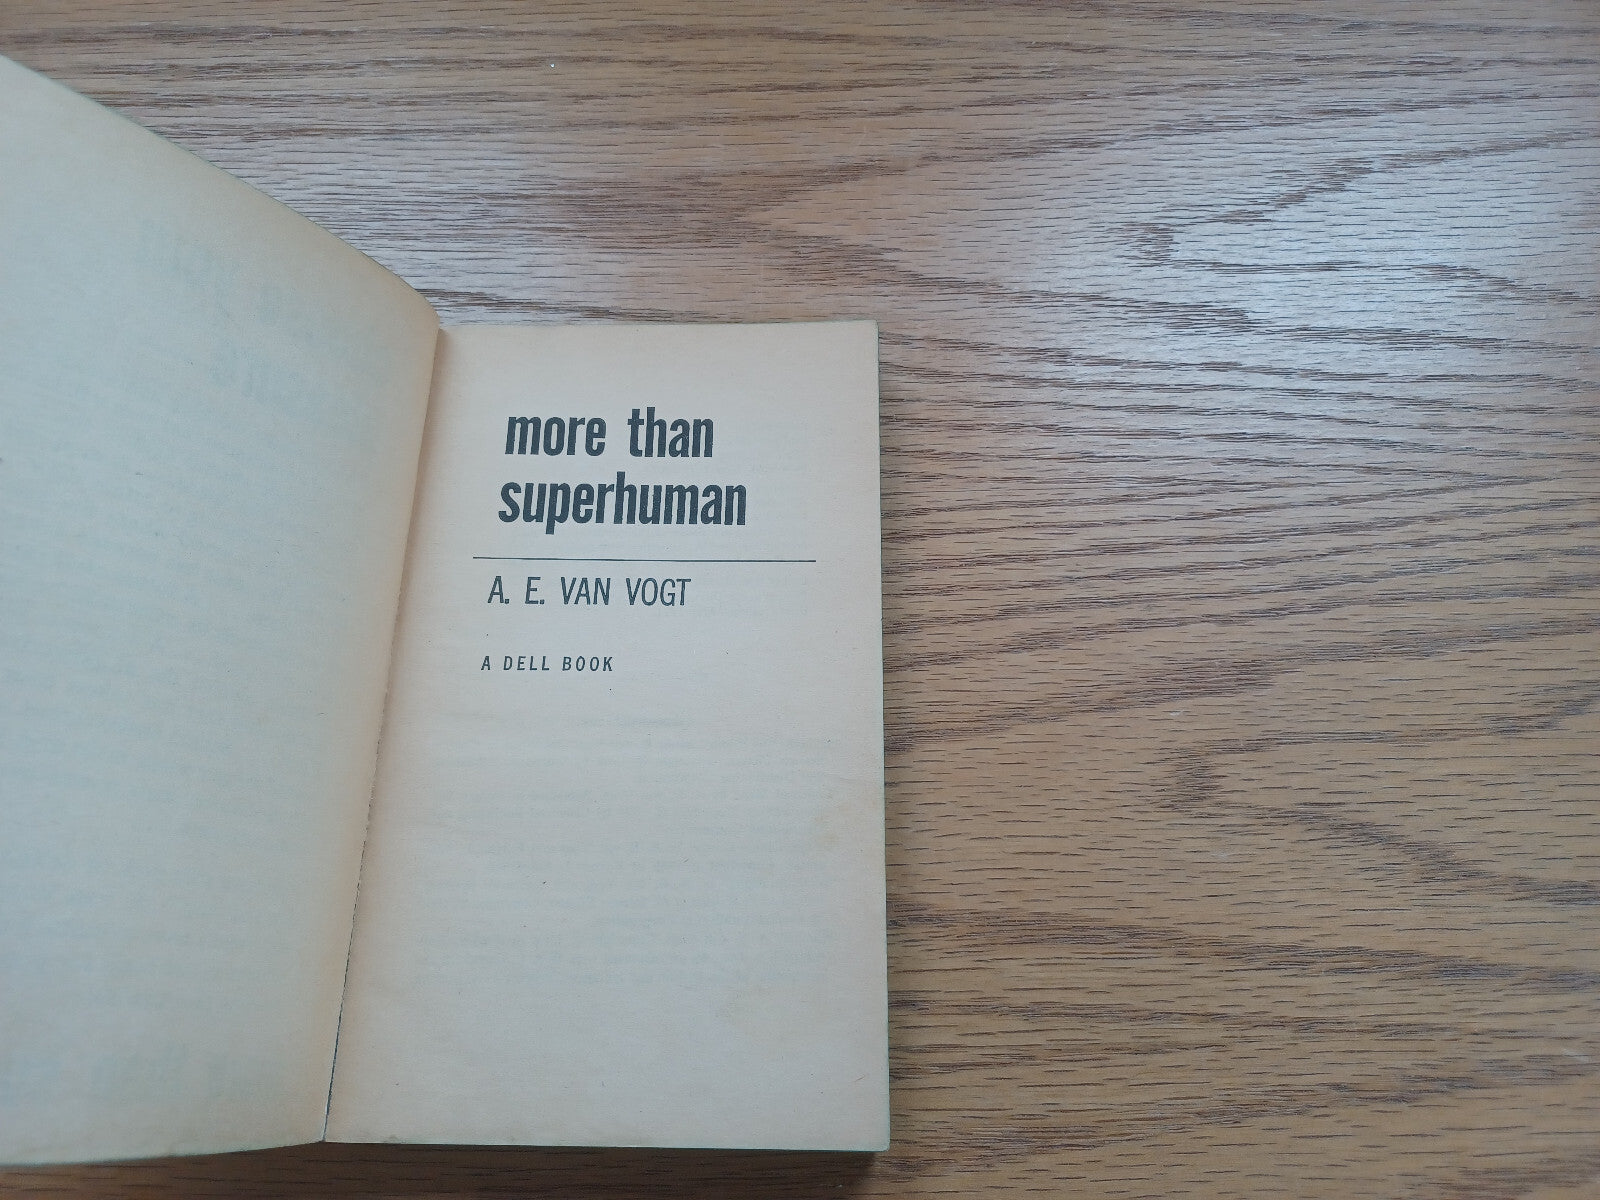 more than
superhuman
A. E. VAN VOGT
A DELL BOOK